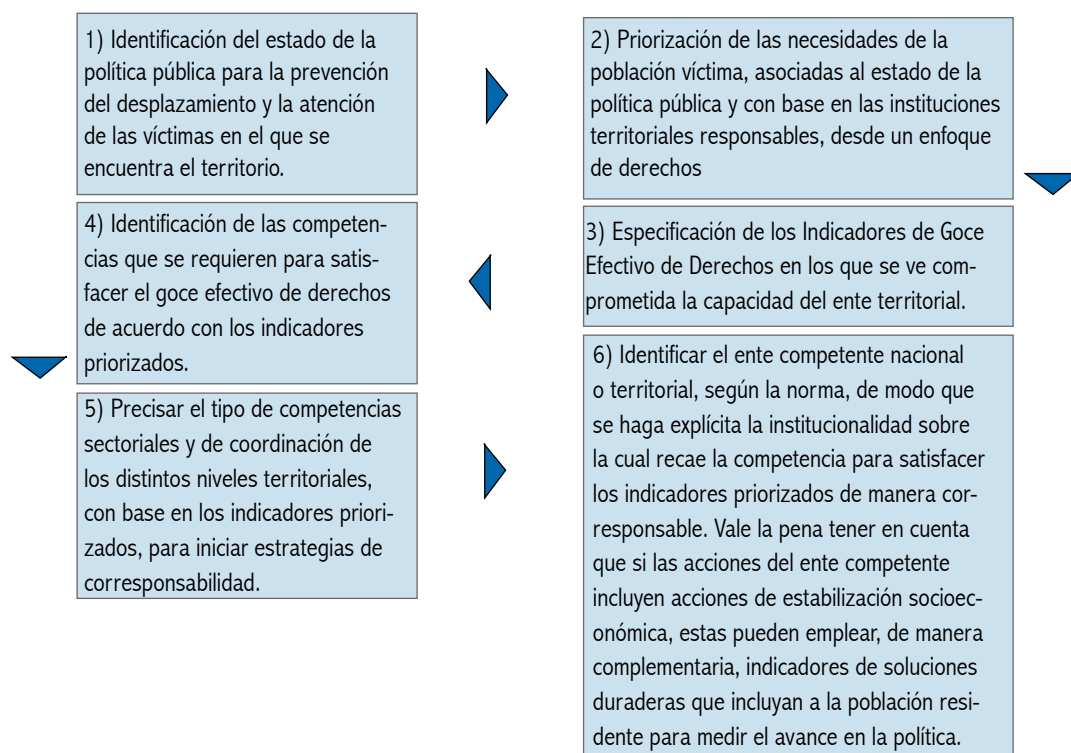 1) Identificación del estado de la
política pública para la prevención
del desplazamiento y la atención
de las víctimas en el que se
encuentra el territorio.
2) Priorización de las necesidades de la
población víctima, asociadas al estado de la
política pública y con base en las instituciones
territoriales responsables, desde un enfoque
de derechos
3) Especificación de los Indicadores de Goce
Efectivo de Derechos en los que se ve com-
prometida la capacidad del ente territorial.
4) Identificación de las competen-
cias que se requieren para satis-
facer el goce efectivo de derechos
de acuerdo con los indicadores
priorizados.
5) Precisar el tipo de competencias
sectoriales y de coordinación de
los distintos niveles territoriales,
con base en los indicadores priori-
zados, para iniciar estrategias de
corresponsabilidad.
6) Identificar el ente competente nacional
o territorial, según la norma, de modo que
se haga explícita la institucionalidad sobre
la cual recae la competencia para satisfacer
los indicadores priorizados de manera cor-
responsable. Vale la pena tener en cuenta
que si las acciones del ente competente
incluyen acciones de estabilización socioec-
onómica, estas pueden emplear, de manera
complementaria, indicadores de soluciones
duraderas que incluyan a la población resi-
dente para medir el avance en la política.